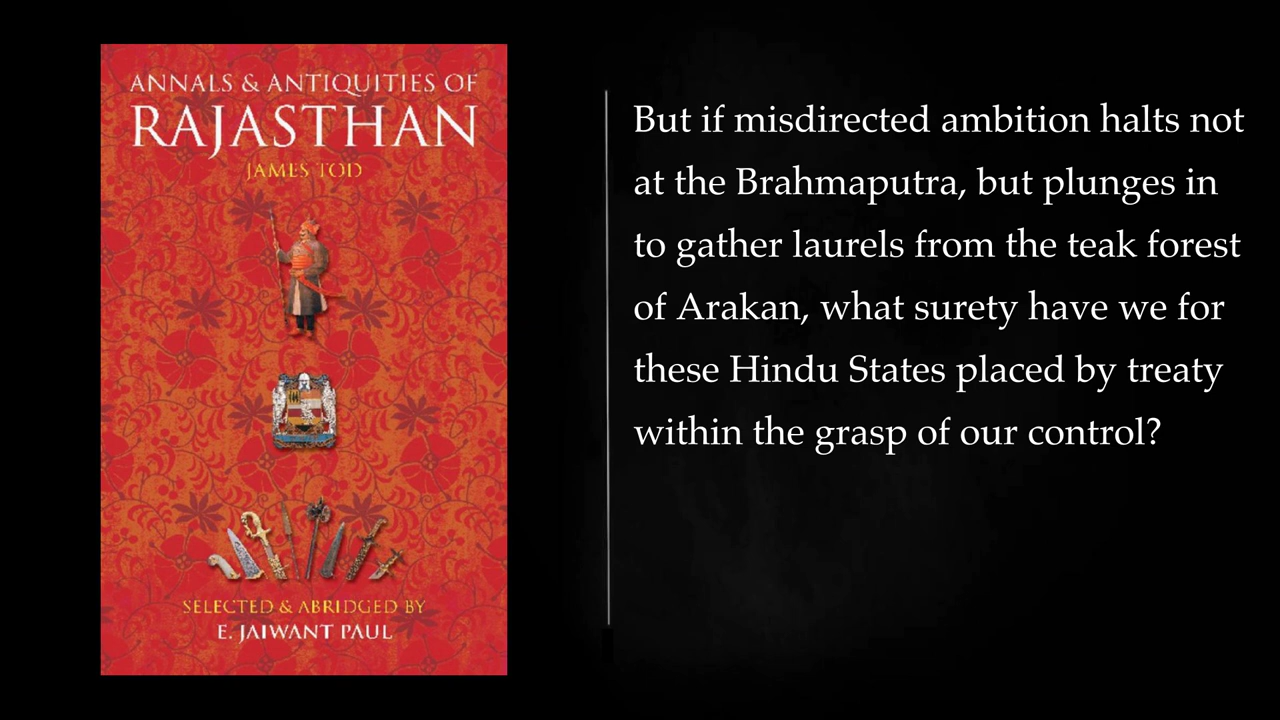 ANNALS & ANTIQUITIES OF
RAJASTHAN
JAMES TOD
SELECTED & ABRIDGED BY
E. JAIWANT PAUL
But if misdirected ambition halts not
at the Brahmaputra, but plunges in
to gather laurels from the teak forest
of Arakan, what surety have we for
these Hindu States placed by treaty
within the grasp of our control?